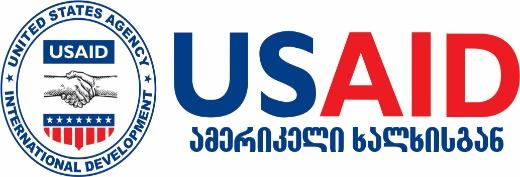 UNITED STATES AGENCY
USAID
INTERNATIONAL DEVELOPMENT
USAID
ამერიკელი ხალხისგან